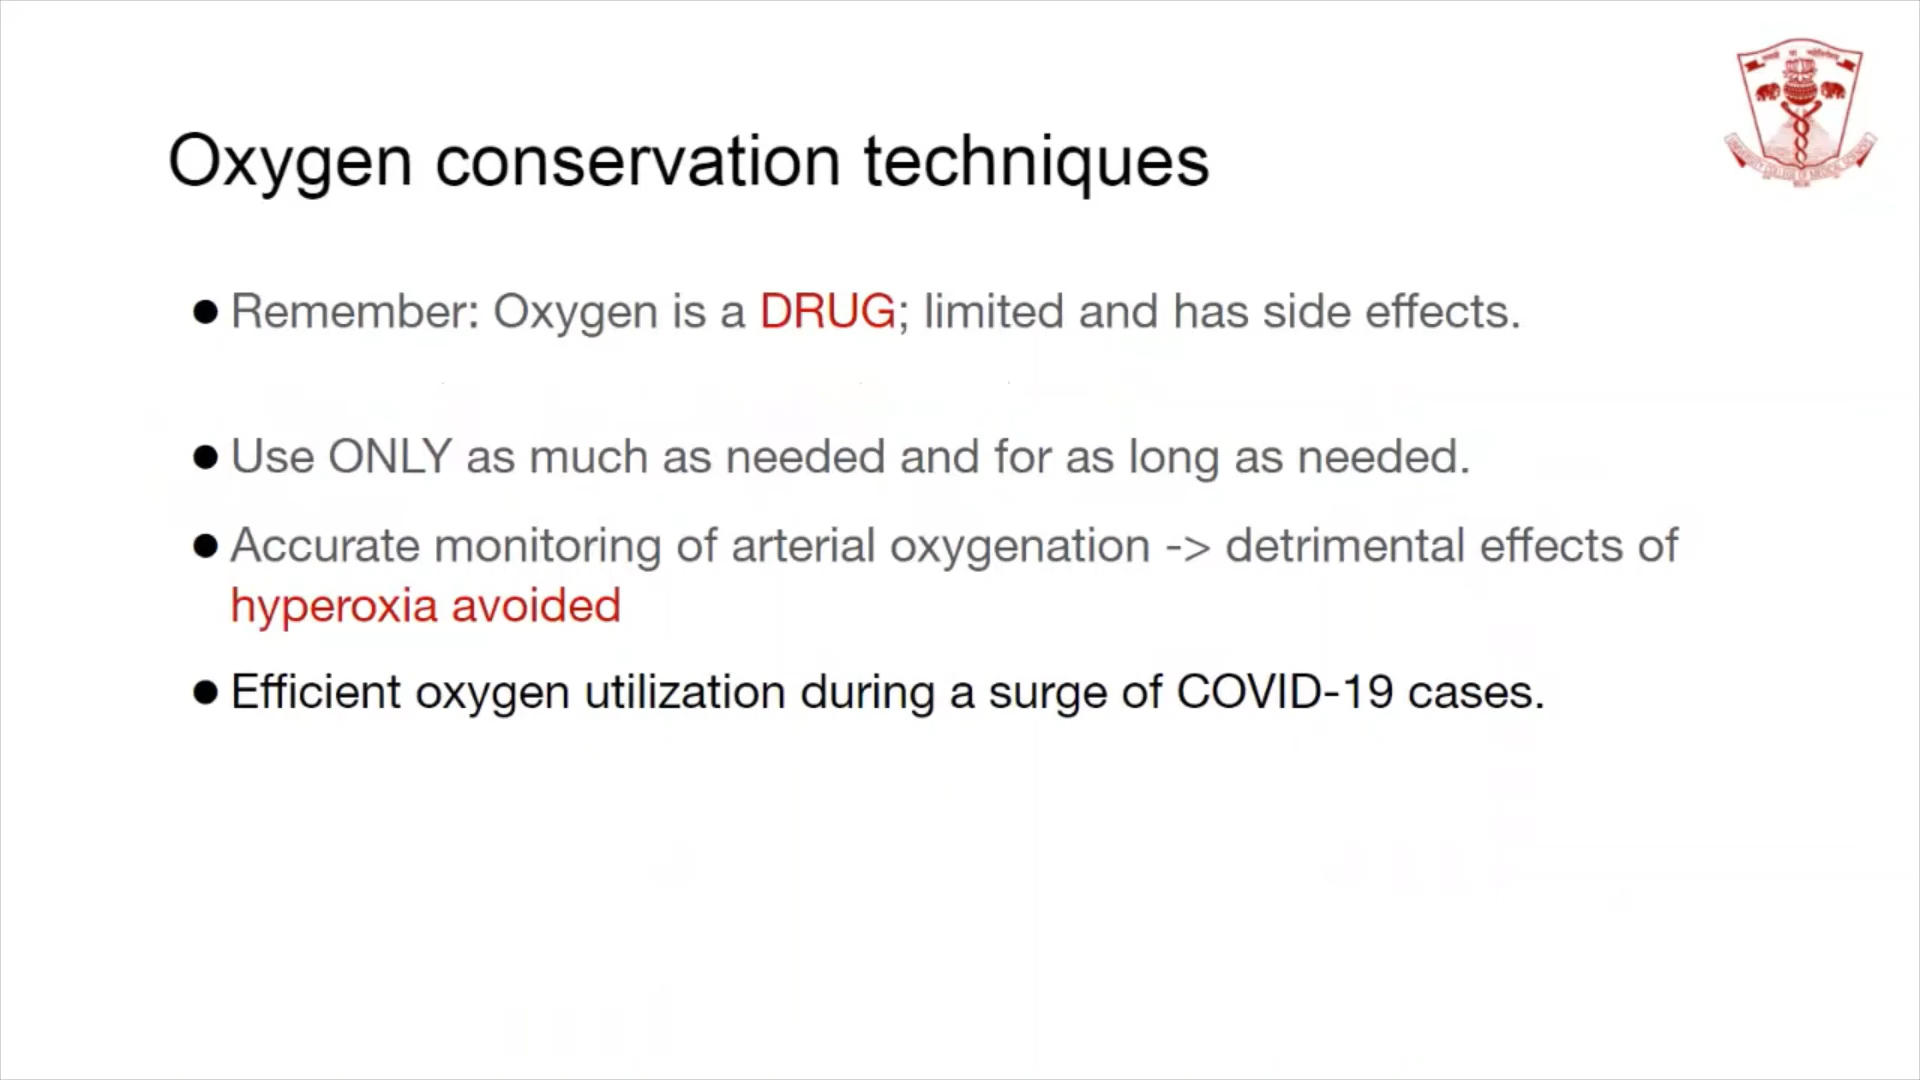 Oxygen conservation techniques
● Remember: Oxygen is a DRUG; limited and has side effects.
● Use ONLY as much as needed and for as long as needed.
● Accurate monitoring of arterial oxygenation -> detrimental effects of
hyperoxia avoided
● Efficient oxygen utilization during a surge of COVID-19 cases.